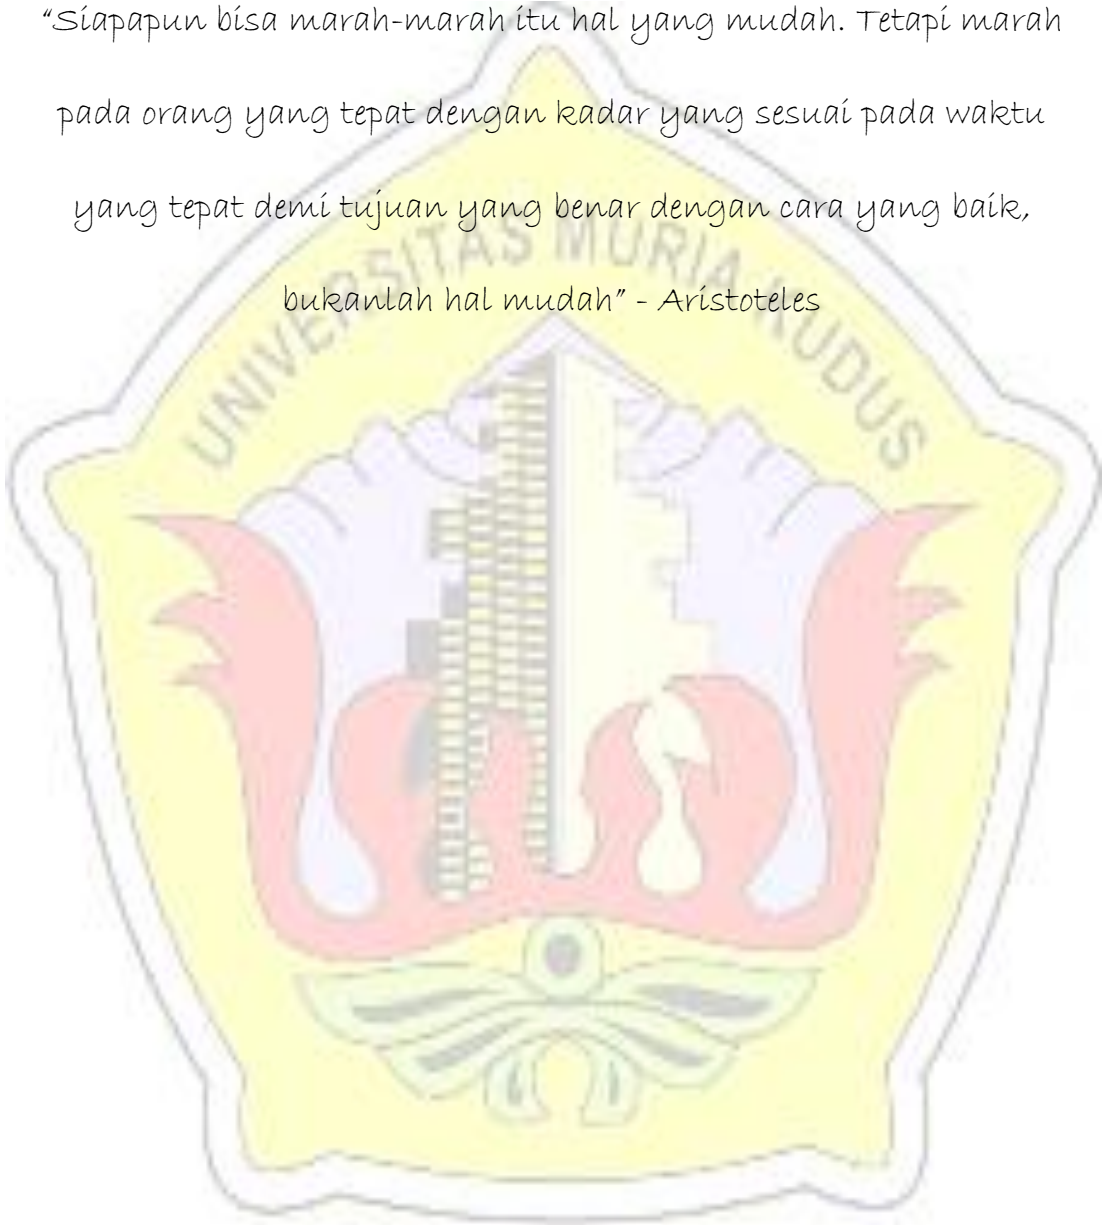 “Siapapun bisa marah-marah itu hal yang mudah. Tetapi marah
pada orang yang tepat dengan kadar yang sesuai pada waktu
yang tepat demi tujuan yang benar dengan cara yang baik,
bukanlah hal mudah” - Aristoteles
UNIVERSITAS MURIA KUDUS